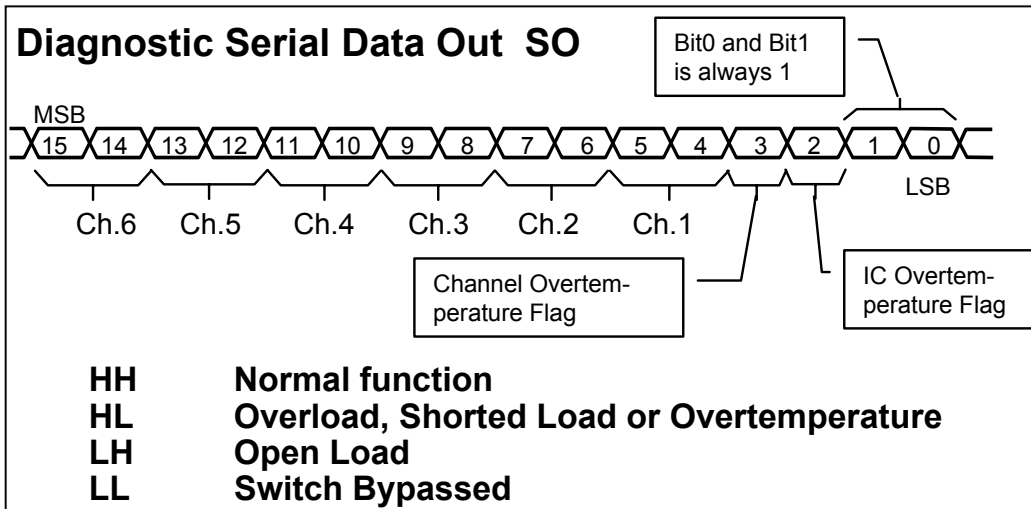 Diagnostic Serial Data Out SO
Bit0 and Bit1
is always 1
MSB
15 14 13 12 11 10 9 8 7 6 5 4 3 2 1 0
LSB
Ch.6 Ch.5 Ch.4 Ch.3 Ch.2 Ch.1
Channel Overtem-
perature Flag
IC Overtem-
perature Flag
HH Normal function
HL Overload, Shorted Load or Overtemperature
LH Open Load
LL Switch Bypassed